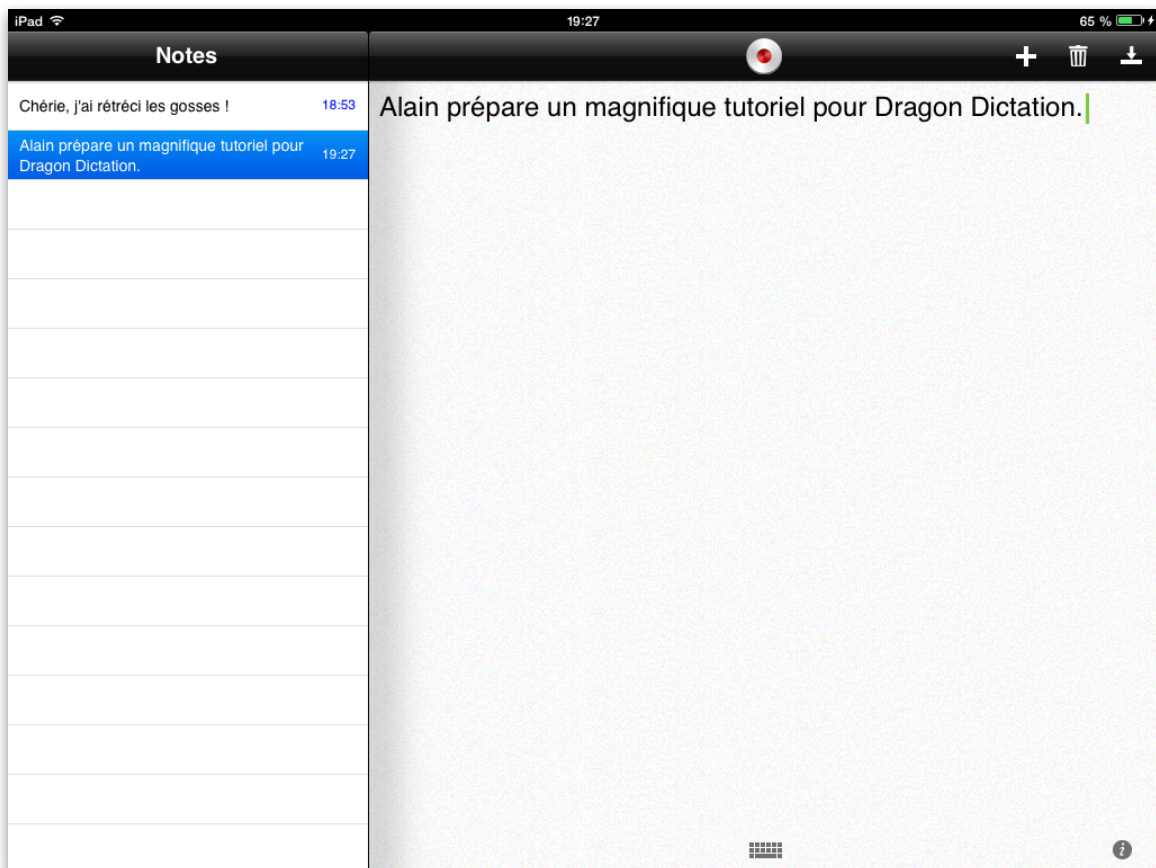 iPad 19:27 65 %
Notes
Chérie, j'ai rétréci les gosses ! 18:53
Alain prépare un magnifique tutoriel pour
Dragon Dictation. 19:27
Alain prépare un magnifique tutoriel pour Dragon Dictation.